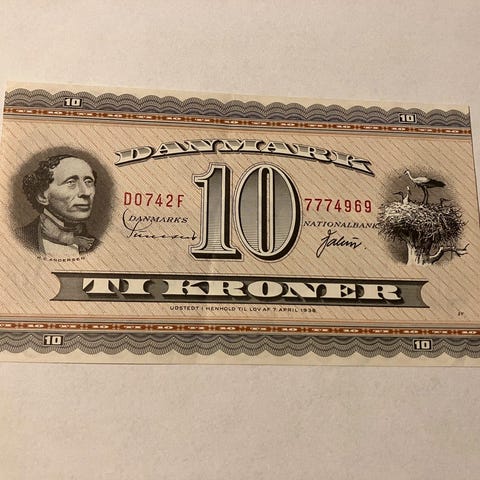 10 10
DANMARK
D0742F 10 7774969
DANMARKS NATIONALBANK
H.C. ANDERSEN
TI KRONER
UDSTEDT I HENHOLD TIL LOV AF 7 APRIL 1936
10 10